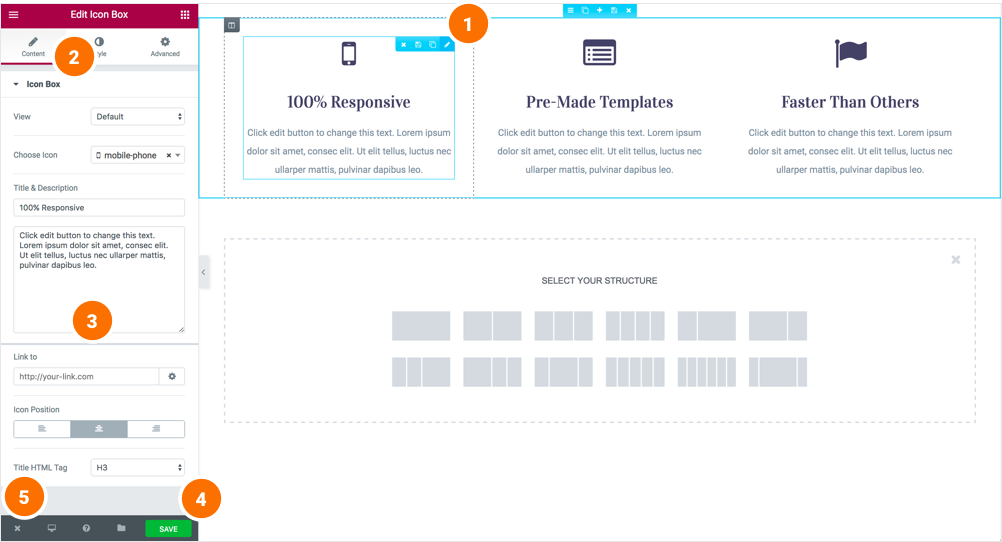 Edit Icon Box
Content
2
yle
Advanced
Icon Box
View
Default
Choose Icon
mobile-phone
Title & Description
100% Responsive
Click edit button to change this text.
Lorem ipsum dolor sit amet, consec elit.
Ut elit tellus, luctus nec ullarper mattis,
pulvinar dapibus leo.
3
Link to
http://your-link.com
Icon Position
Title HTML Tag
H3
5
4
SAVE
1
100% Responsive
Click edit button to change this text. Lorem ipsum
dolor sit amet, consec elit. Ut elit tellus, luctus nec
ullarper mattis, pulvinar dapibus leo.
Pre-Made Templates
Click edit button to change this text. Lorem ipsum
dolor sit amet, consec elit. Ut elit tellus, luctus nec
ullarper mattis, pulvinar dapibus leo.
Faster Than Others
Click edit button to change this text. Lorem ipsum
dolor sit amet, consec elit. Ut elit tellus, luctus nec
ullarper mattis, pulvinar dapibus leo.
SELECT YOUR STRUCTURE